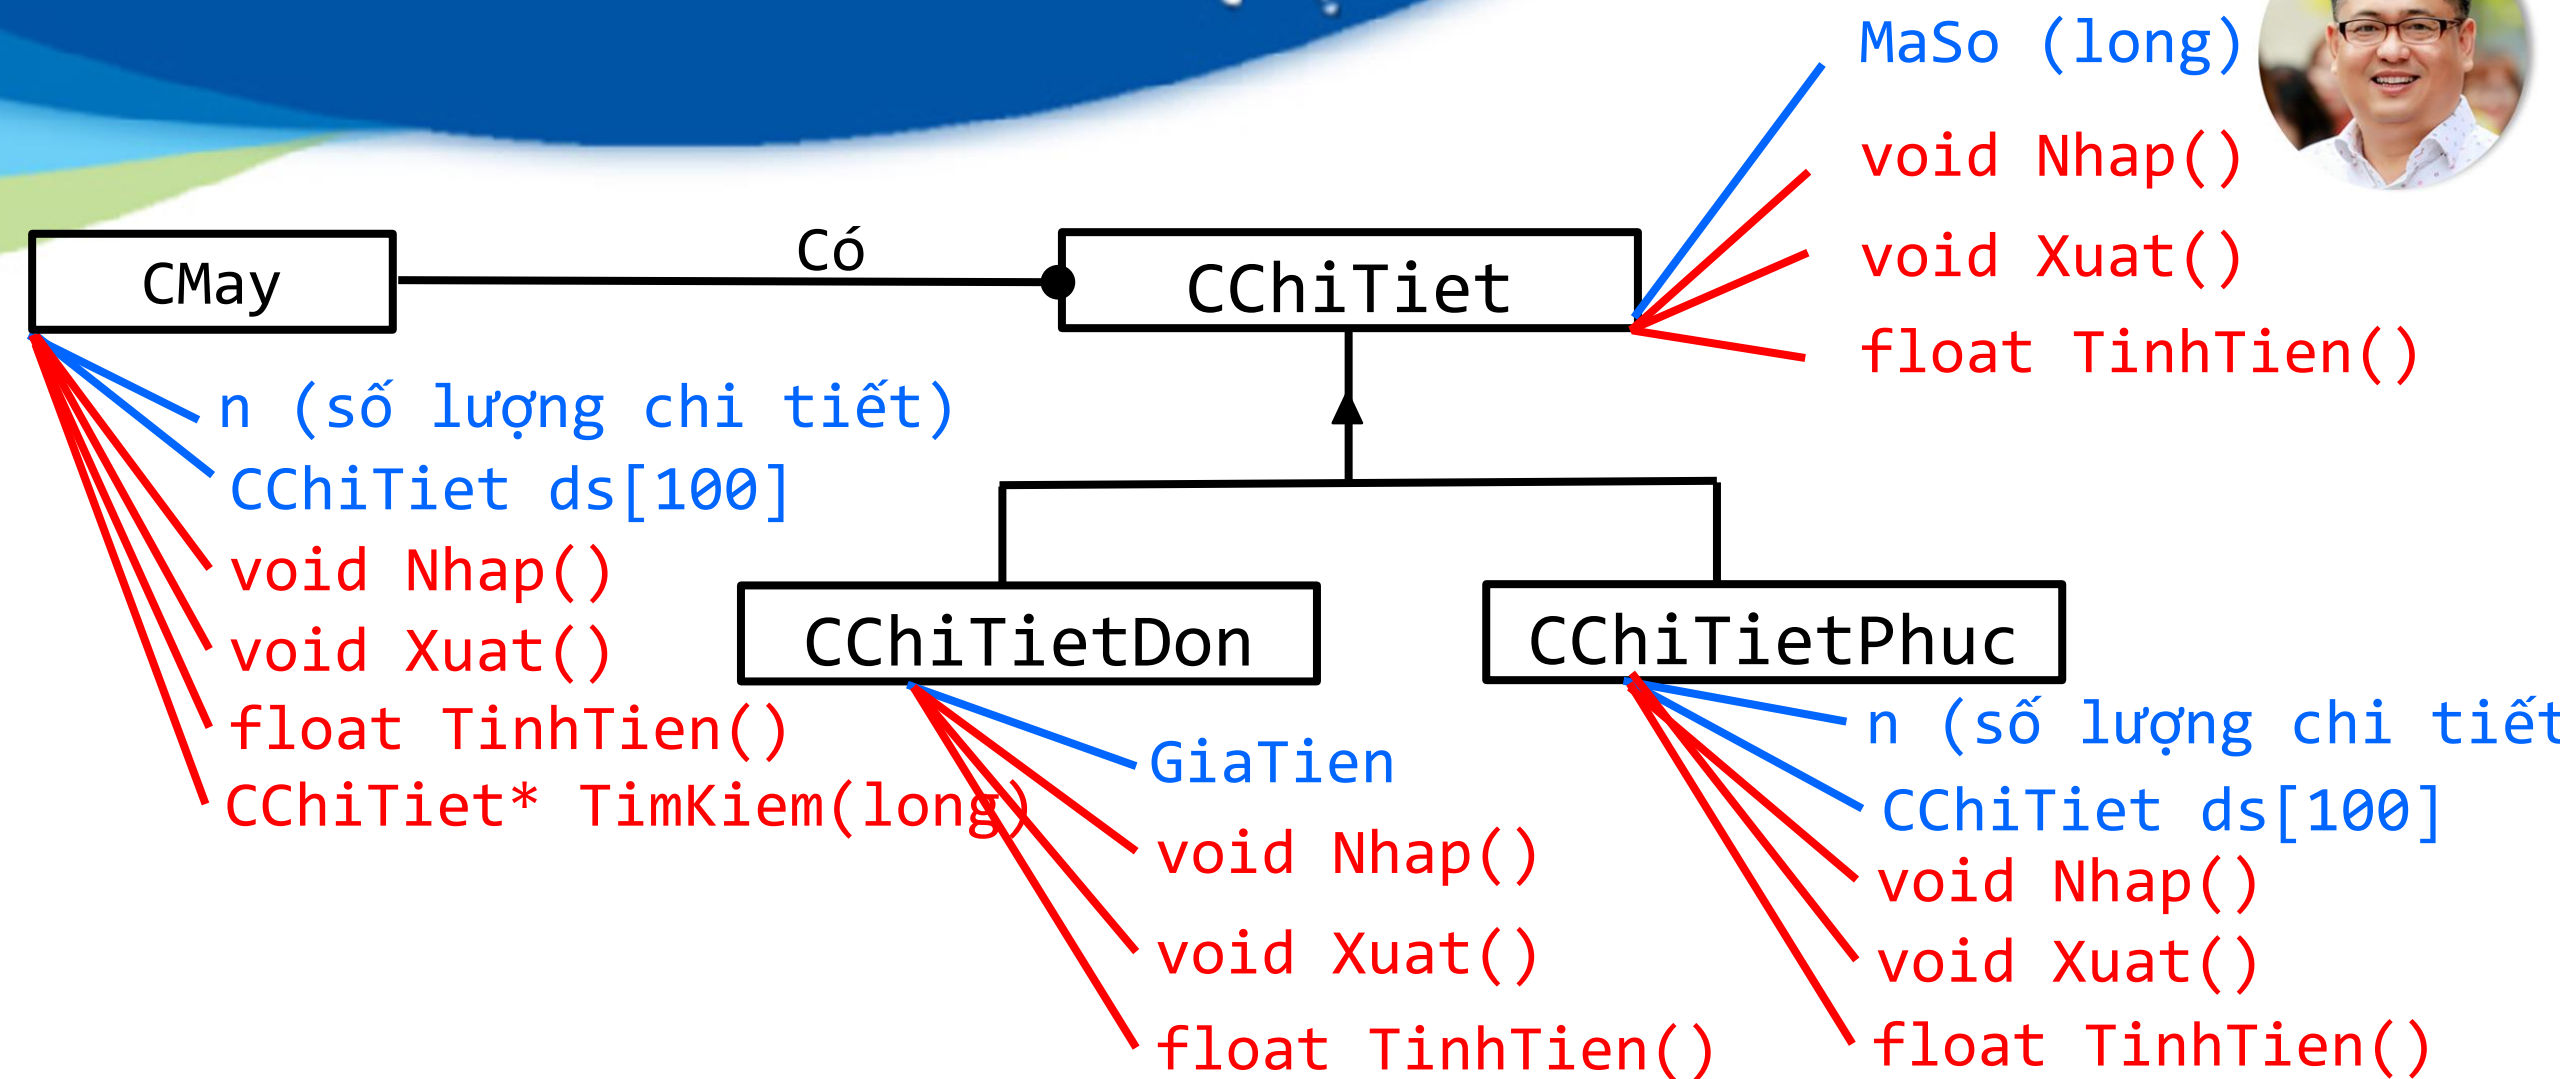 MaSo (long)
void Nhap()
void Xuat()
float TinhTien()
Có
CMay
CChiTiet
n (số lượng chi tiết)
CChiTiet ds[100]
void Nhap()
void Xuat()
float TinhTien()
CChiTiet* TimKiem(long)
CChiTietDon
GiaTien
void Nhap()
void Xuat()
float TinhTien()
CChiTietPhuc
n (số lượng chi tiết
CChiTiet ds[100]
void Nhap()
void Xuat()
float TinhTien()